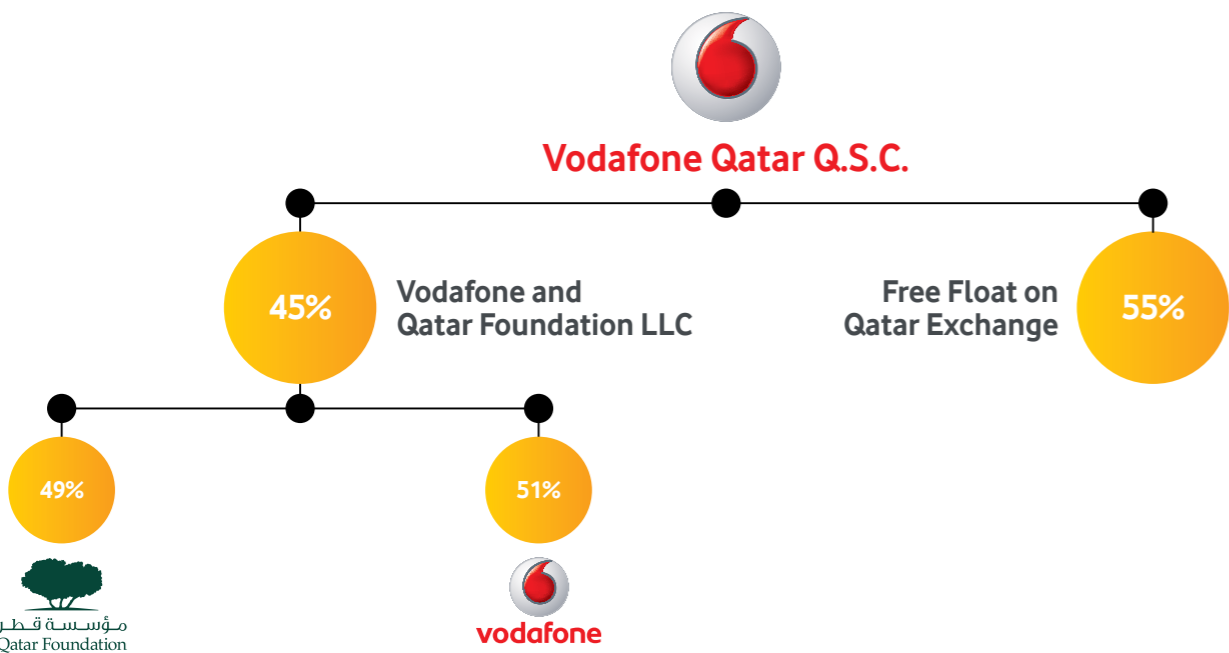 Vodafone Qatar Q.S.C.
45%
Vodafone and
Qatar Foundation LLC
Free Float on
Qatar Exchange
55%
49%
51%
مؤسسة قطر
Qatar Foundation
vodafone